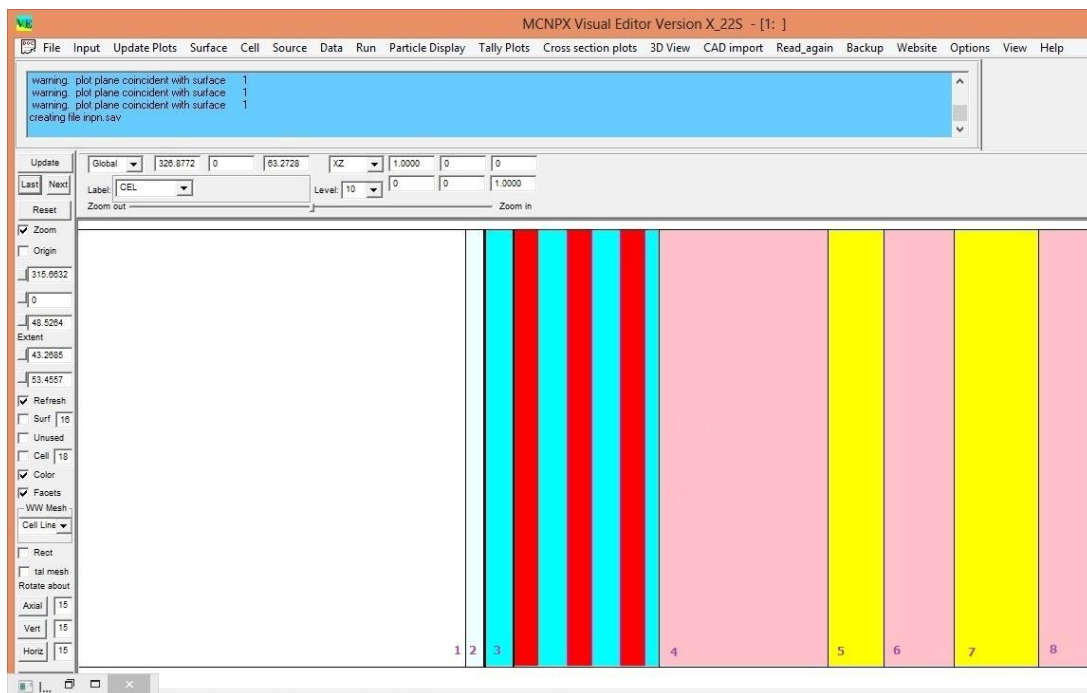 VE MCNPX Visual Editor Version X_22S - [1: ]
DOC File Input Update Plots Surface Cell Source Data Run Particle Display Tally Plots Cross section plots 3D View CAD import Read_again Backup Website Options View Help
warning. plot plane coincident with surface 1
warning. plot plane coincident with surface 1
warning. plot plane coincident with surface 1
creating file inpn.sav
Update Global 326.8772 0 63.2728 XZ 1.0000 0 0
Last Next Label: CEL Level: 10 0 0 1.0000
Reset Zoom out Zoom in
Zoom
Origin
315.6632
0
48.5264
Extent
43.2685
53.4557
Refresh
Surf 16
Unused
Cell 18
Color
Facets
WW Mesh
Cell Line
Rect
tal mesh
Rotate about
Axial 15
Vert 15
Horiz 15
1 2 3 4 5 6 7 8
I...